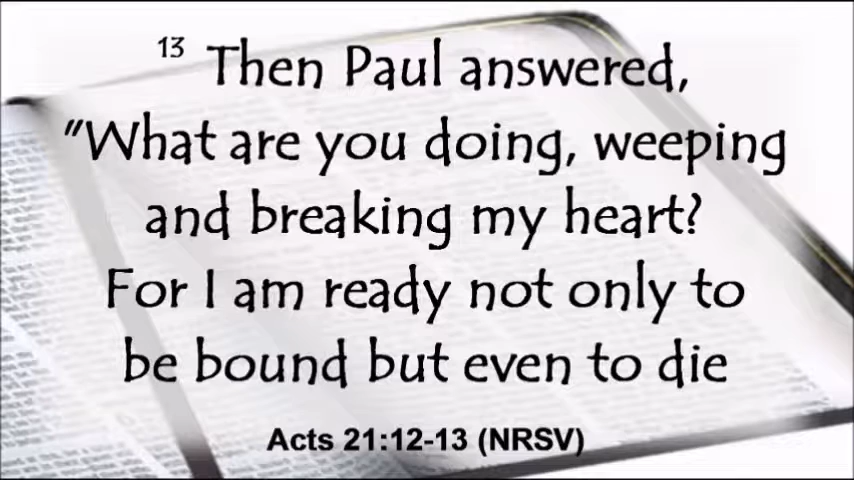 13 Then Paul answered,
"What are you doing, weeping
and breaking my heart?
For I am ready not only to
be bound but even to die
Acts 21:12-13 (NRSV)